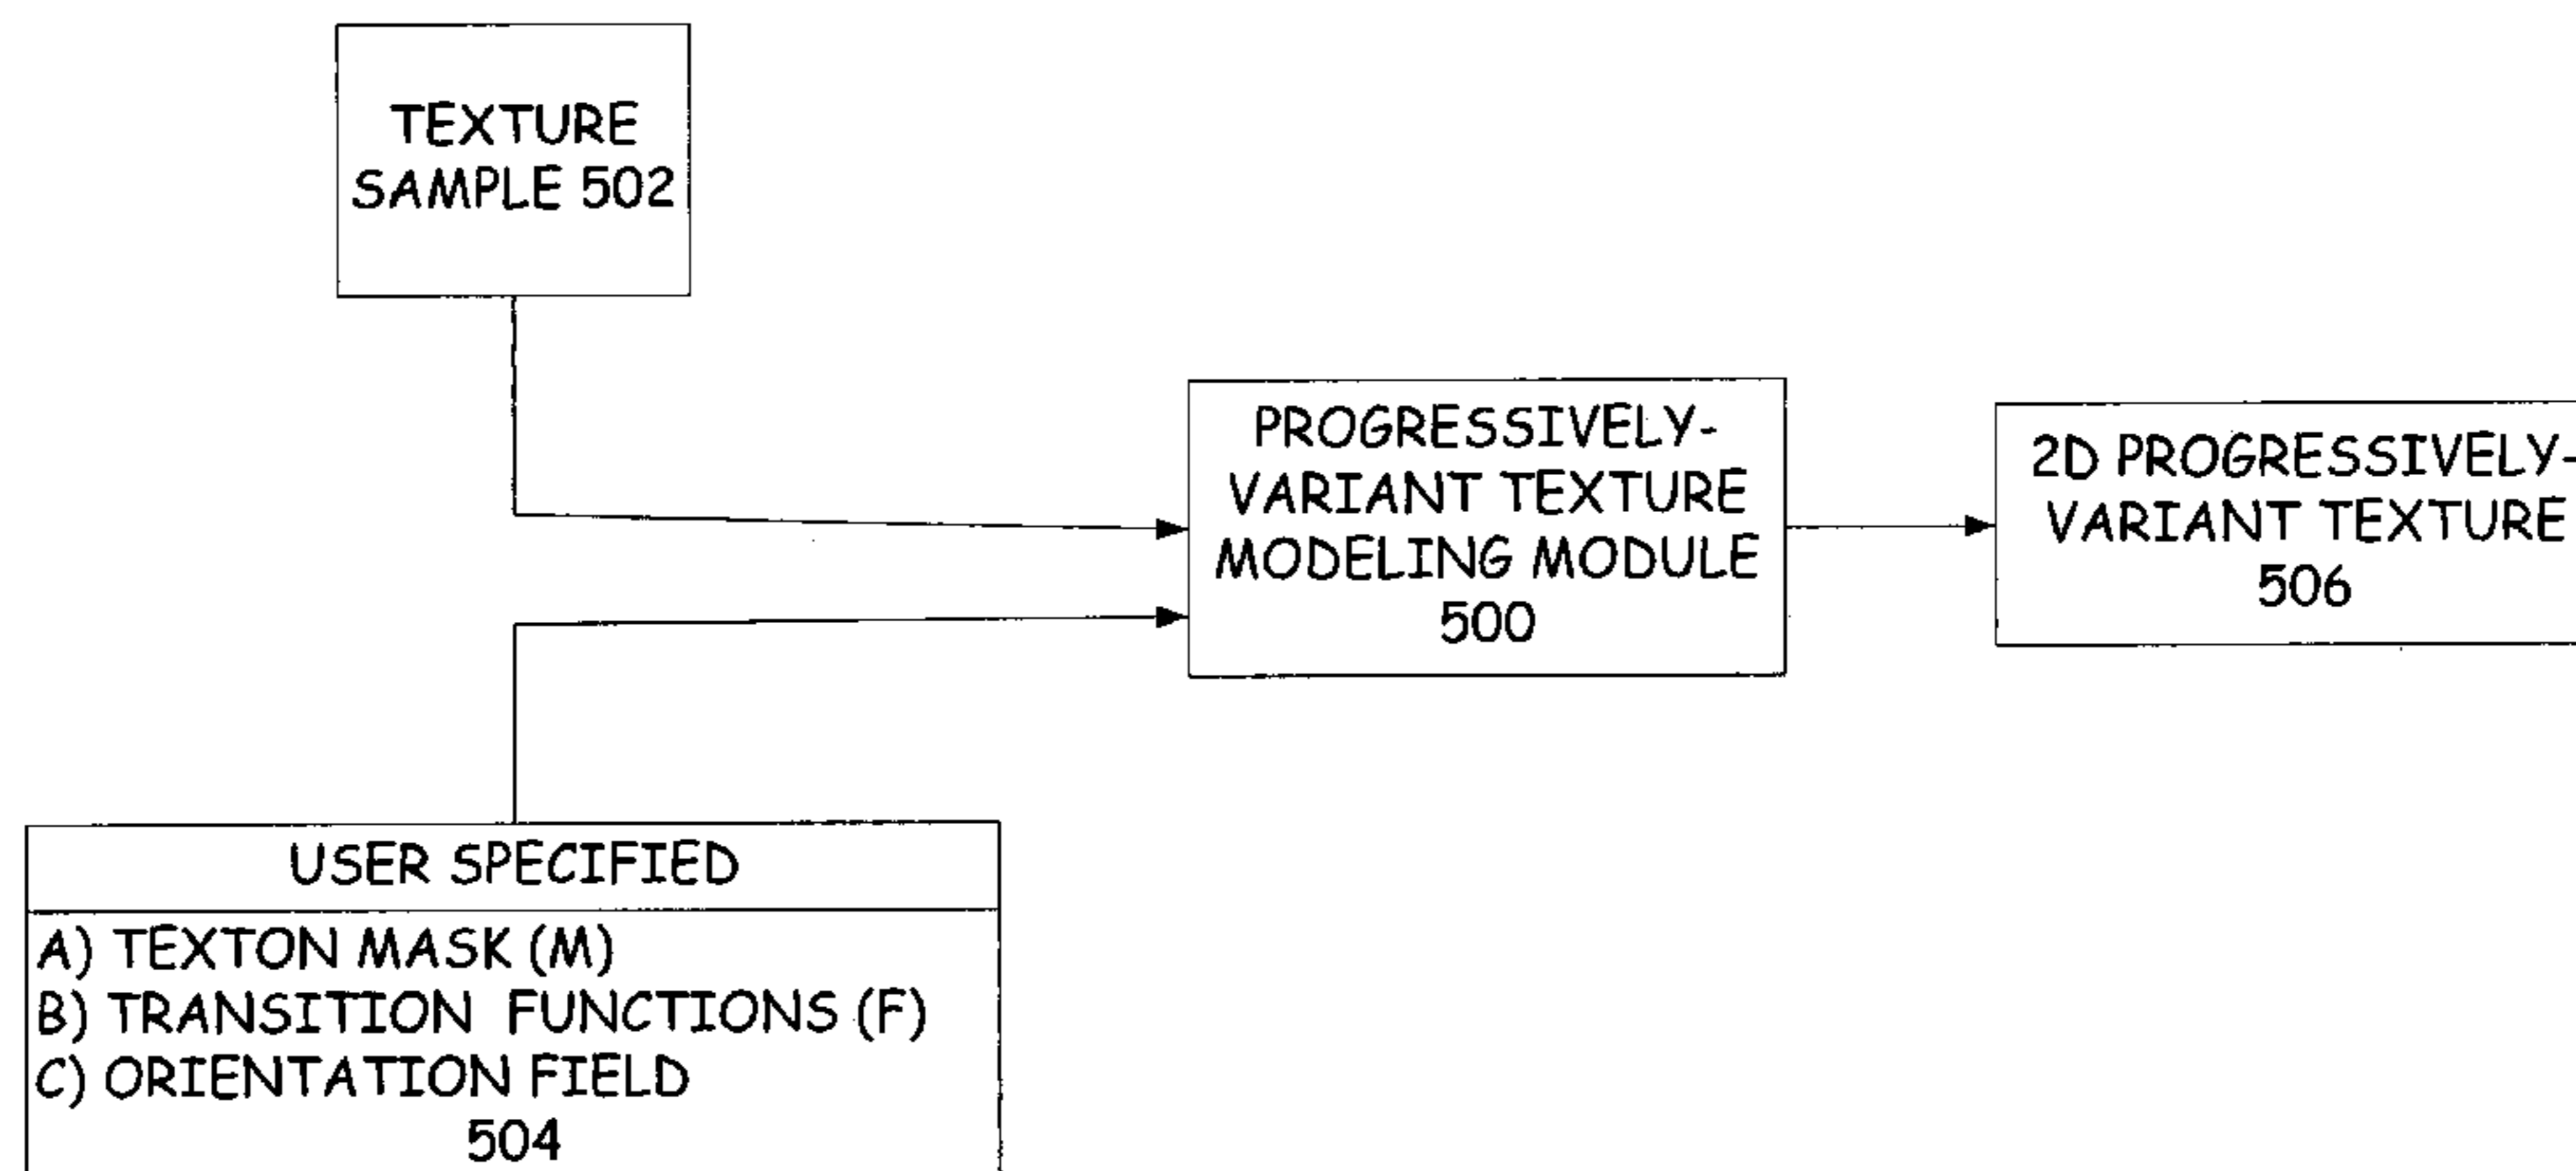 TEXTURE
SAMPLE 502
PROGRESSIVELY-
VARIANT TEXTURE
MODELING MODULE
500
2D PROGRESSIVELY-
VARIANT TEXTURE
506
USER SPECIFIED
A) TEXTON MASK (M)
B) TRANSITION FUNCTIONS (F)
C) ORIENTATION FIELD
504